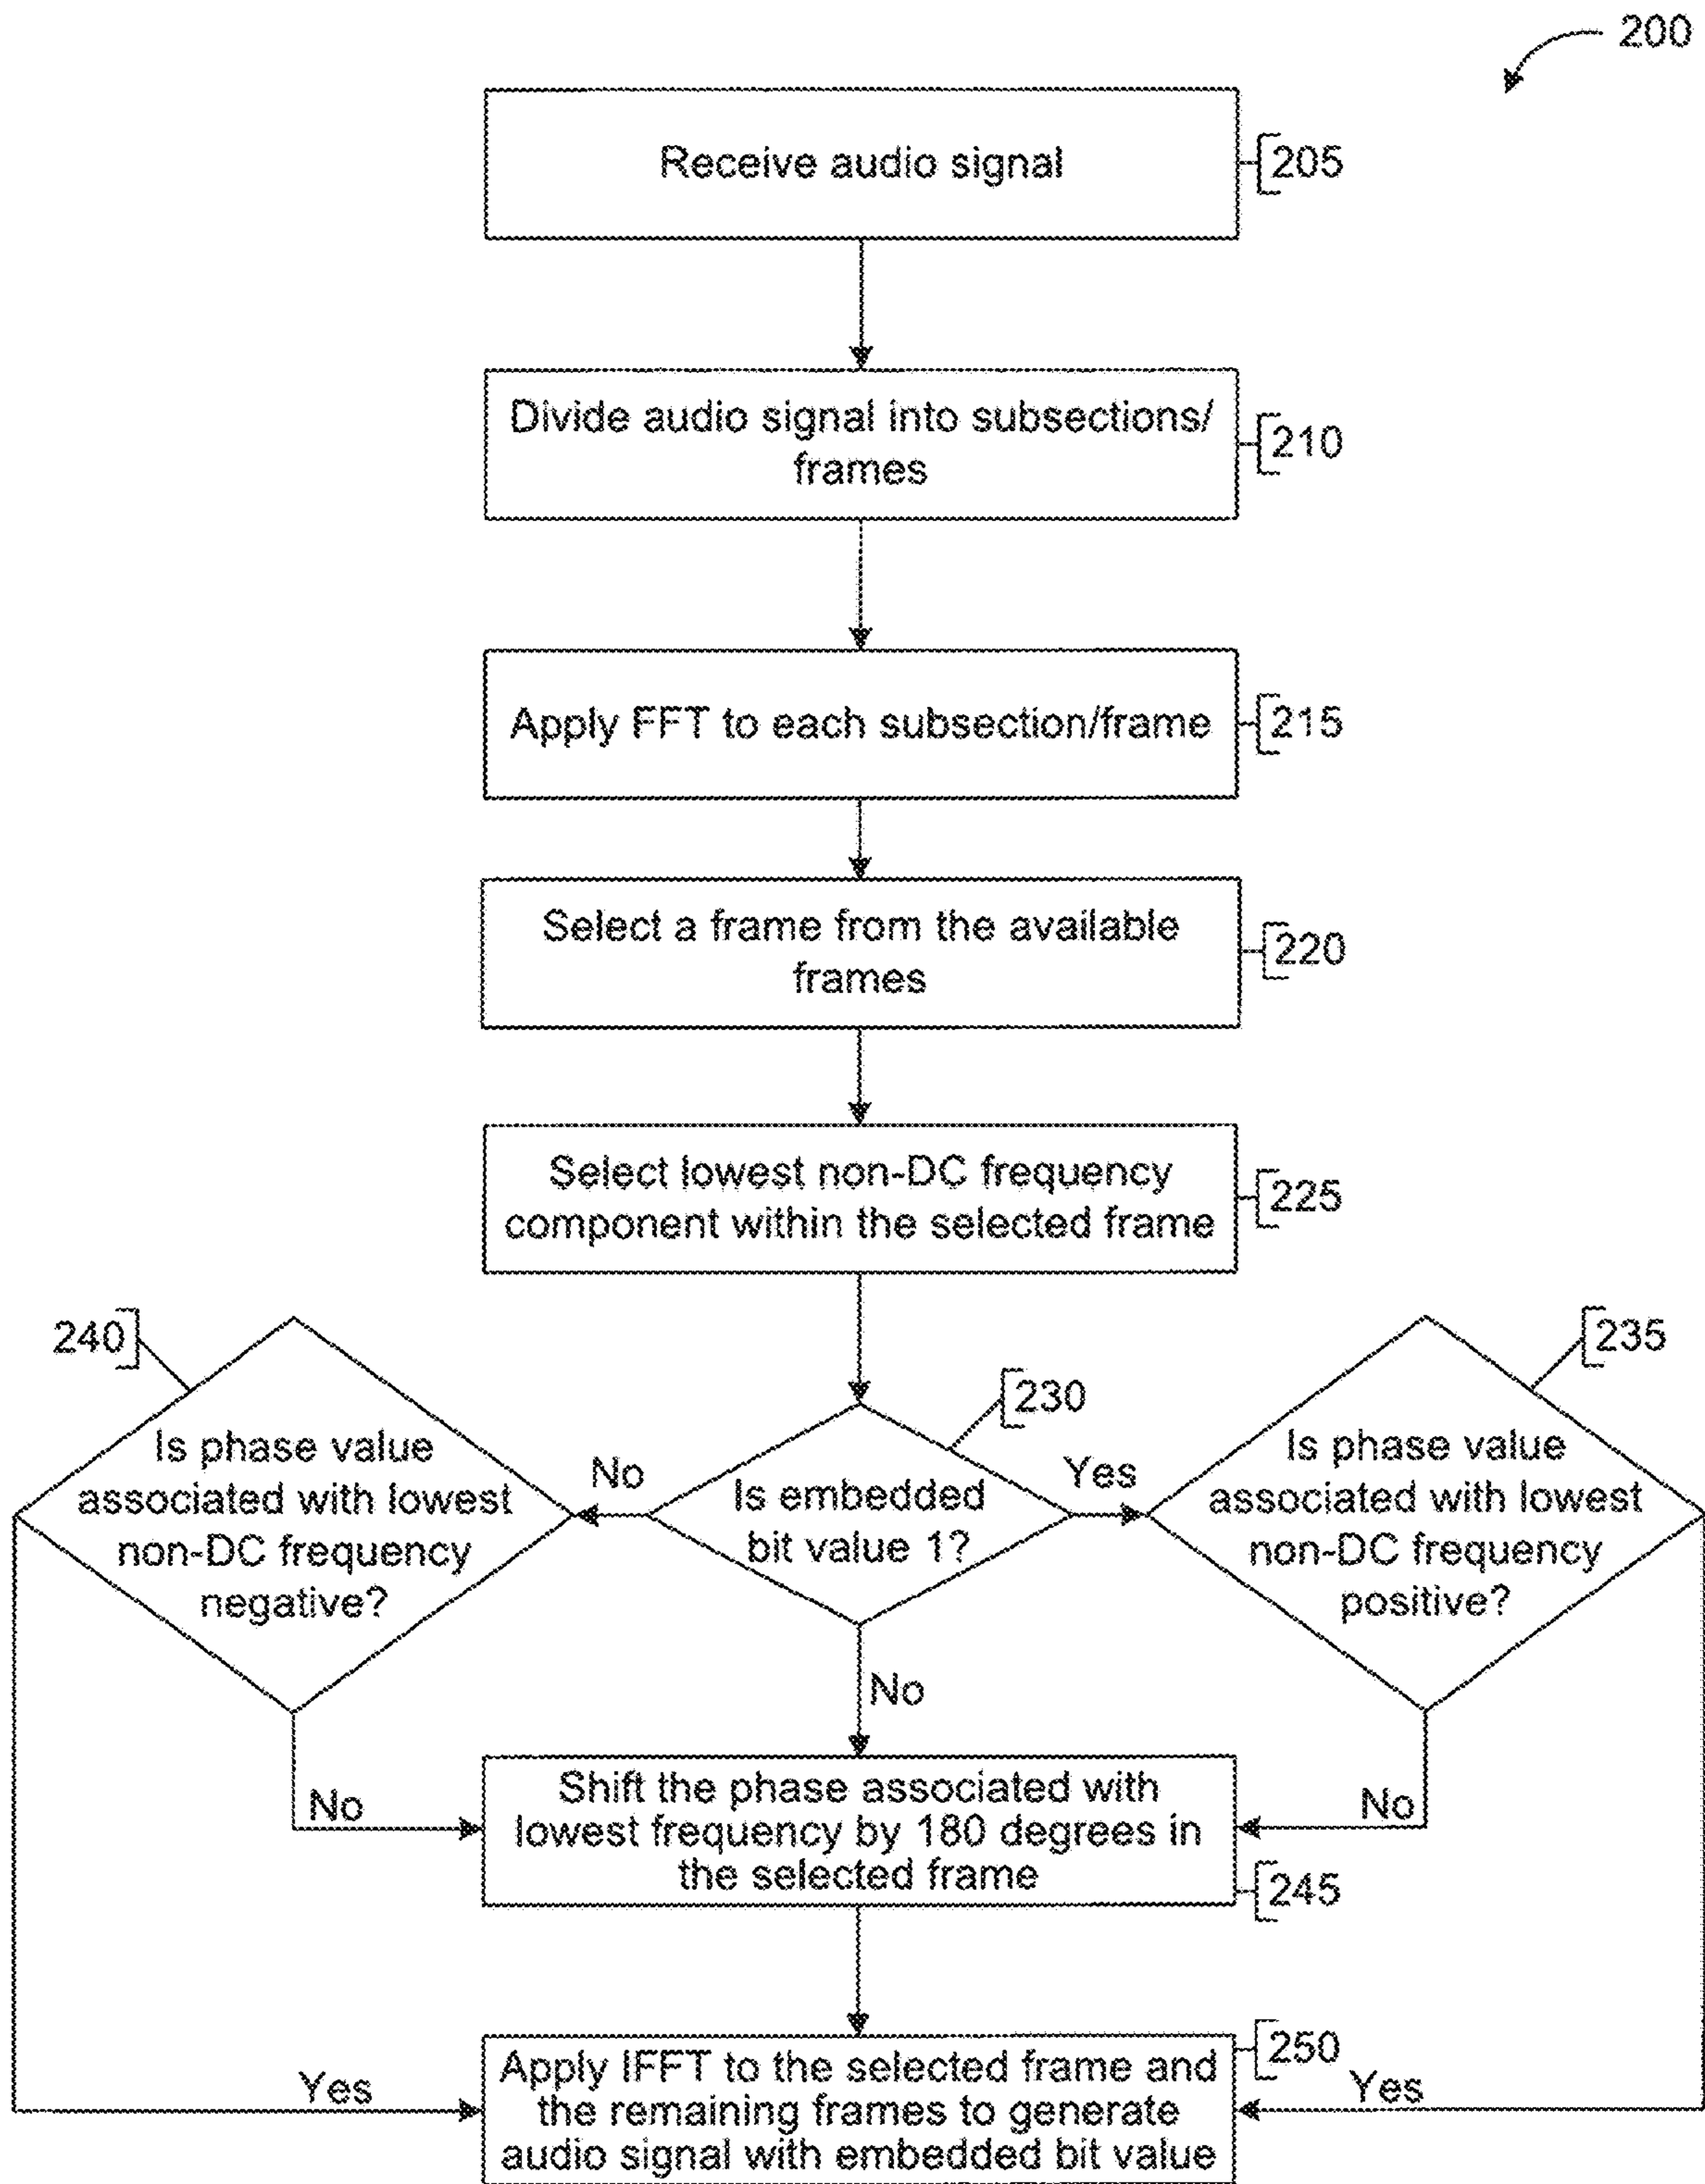 200
Receive audio signal
205
Divide audio signal into subsections/
frames
210
Apply FFT to each subsection/frame
215
Select a frame from the available
frames
220
Select lowest non-DC frequency
component within the selected frame
225
240
Is phase value
associated with lowest
non-DC frequency
negative?
No
230
Is embedded
bit value 1?
Yes
235
Is phase value
associated with lowest
non-DC frequency
positive?
No
No
Shift the phase associated with
lowest frequency by 180 degrees in
the selected frame
No
245
Yes
Apply IFFT to the selected frame and
the remaining frames to generate
audio signal with embedded bit value
250
Yes